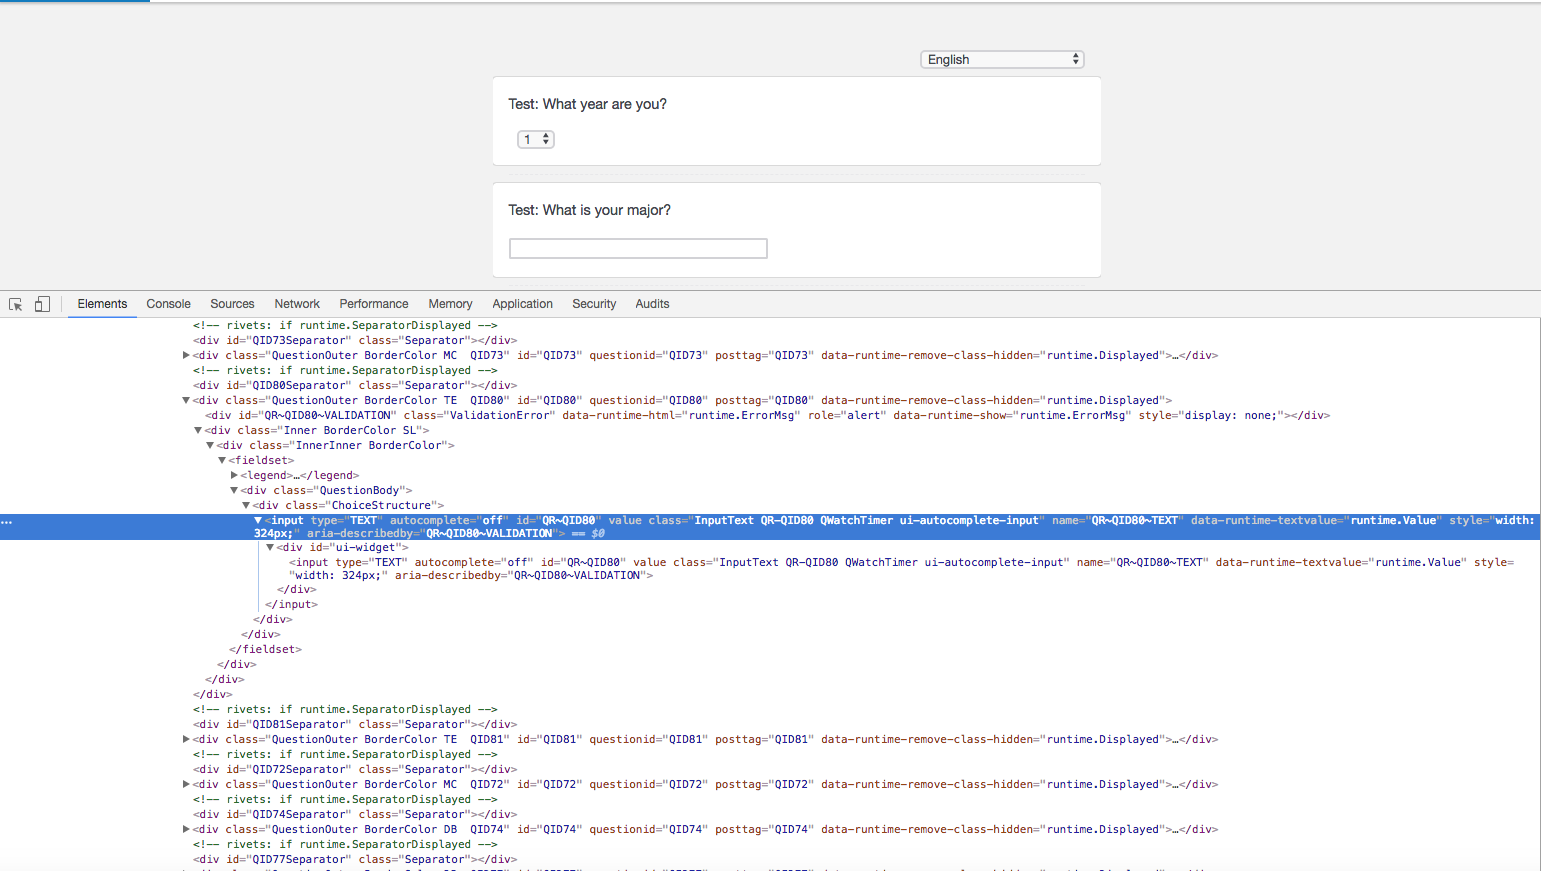 English
Test: What year are you?
1
Test: What is your major?
Elements Console Sources Network Performance Memory Application Security Audits
<!-- rivets: if runtime.SeparatorDisplayed -->
<div id="QID73Separator" class="Separator"></div>
▶<div class="QuestionOuter BorderColor MC  QID73" id="QID73" questionid="QID73" posttag="QID73" data-runtime-remove-class-hidden="runtime.Displayed">…</div>
<!-- rivets: if runtime.SeparatorDisplayed -->
<div id="QID80Separator" class="Separator"></div>
▼<div class="QuestionOuter BorderColor TE  QID80" id="QID80" questionid="QID80" posttag="QID80" data-runtime-remove-class-hidden="runtime.Displayed">
<div id="QR~QID80~VALIDATION" class="ValidationError" data-runtime-html="runtime.ErrorMsg" role="alert" data-runtime-show="runtime.ErrorMsg" style="display: none;"></div>
▼<div class="Inner BorderColor SL">
▼<div class="InnerInner BorderColor">
▼<fieldset>
▶<legend>…</legend>
▼<div class="QuestionBody">
▼<div class="ChoiceStructure">
… ▼<input type="TEXT" autocomplete="off" id="QR~QID80" value class="InputText QR-QID80 QWatchTimer ui-autocomplete-input" name="QR~QID80~TEXT" data-runtime-textvalue="runtime.Value" style="width:
324px;" aria-describedby="QR~QID80~VALIDATION"> == $0
▼<div id="ui-widget">
<input type="TEXT" autocomplete="off" id="QR~QID80" value class="InputText QR-QID80 QWatchTimer ui-autocomplete-input" name="QR~QID80~TEXT" data-runtime-textvalue="runtime.Value" style=
"width: 324px;" aria-describedby="QR~QID80~VALIDATION">
</div>
</input>
</div>
</div>
</fieldset>
</div>
</div>
</div>
<!-- rivets: if runtime.SeparatorDisplayed -->
<div id="QID81Separator" class="Separator"></div>
▶<div class="QuestionOuter BorderColor TE  QID81" id="QID81" questionid="QID81" posttag="QID81" data-runtime-remove-class-hidden="runtime.Displayed">…</div>
<!-- rivets: if runtime.SeparatorDisplayed -->
<div id="QID72Separator" class="Separator"></div>
▶<div class="QuestionOuter BorderColor MC  QID72" id="QID72" questionid="QID72" posttag="QID72" data-runtime-remove-class-hidden="runtime.Displayed">…</div>
<!-- rivets: if runtime.SeparatorDisplayed -->
<div id="QID74Separator" class="Separator"></div>
▶<div class="QuestionOuter BorderColor DB  QID74" id="QID74" questionid="QID74" posttag="QID74" data-runtime-remove-class-hidden="runtime.Displayed">…</div>
<!-- rivets: if runtime.SeparatorDisplayed -->
<div id="QID77Separator" class="Separator"></div>